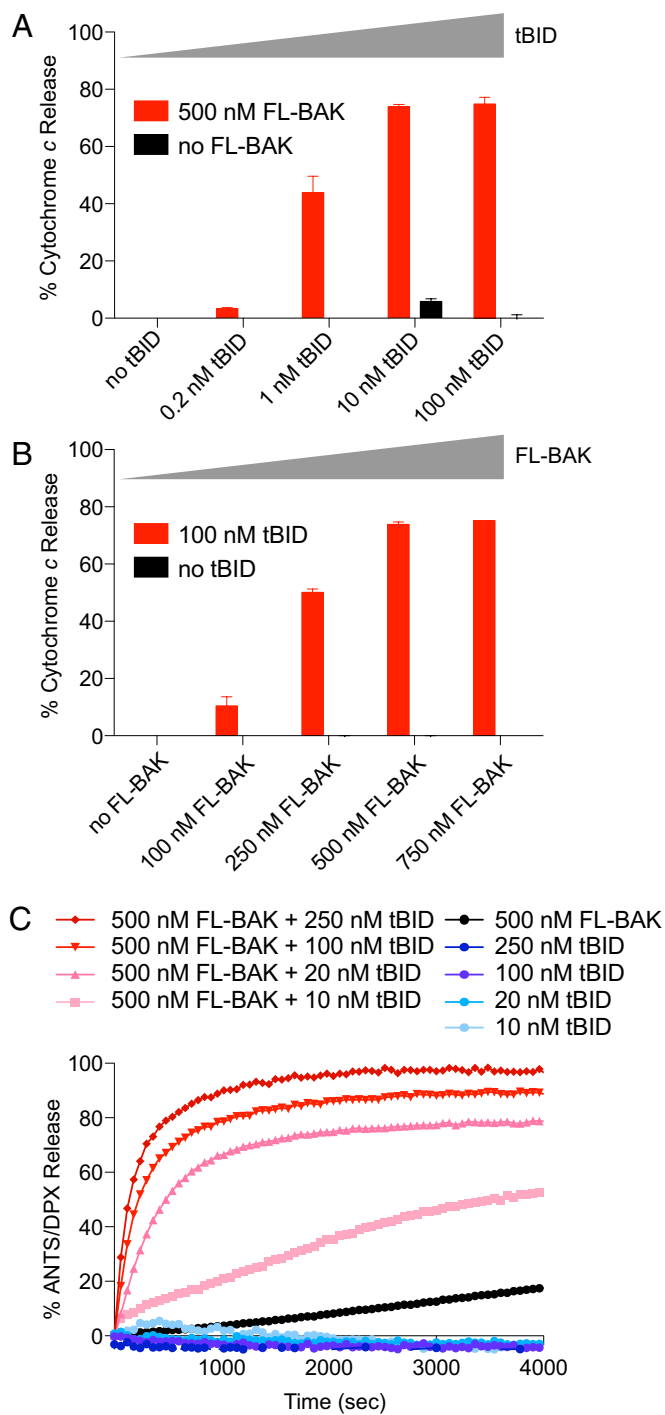 A
tBID
500 nM FL-BAK
no FL-BAK
% Cytochrome c Release
100
80
60
40
20
0
no tBID
0.2 nM tBID
1 nM tBID
10 nM tBID
100 nM tBID
B
FL-BAK
100 nM tBID
no tBID
% Cytochrome c Release
100
80
60
40
20
0
no FL-BAK
100 nM FL-BAK
250 nM FL-BAK
500 nM FL-BAK
750 nM FL-BAK
C
500 nM FL-BAK + 250 nM tBID
500 nM FL-BAK + 100 nM tBID
500 nM FL-BAK + 20 nM tBID
500 nM FL-BAK + 10 nM tBID
500 nM FL-BAK
250 nM tBID
100 nM tBID
20 nM tBID
10 nM tBID
% ANTS/DPX Release
100
80
60
40
20
0
1000
2000
3000
4000
Time (sec)